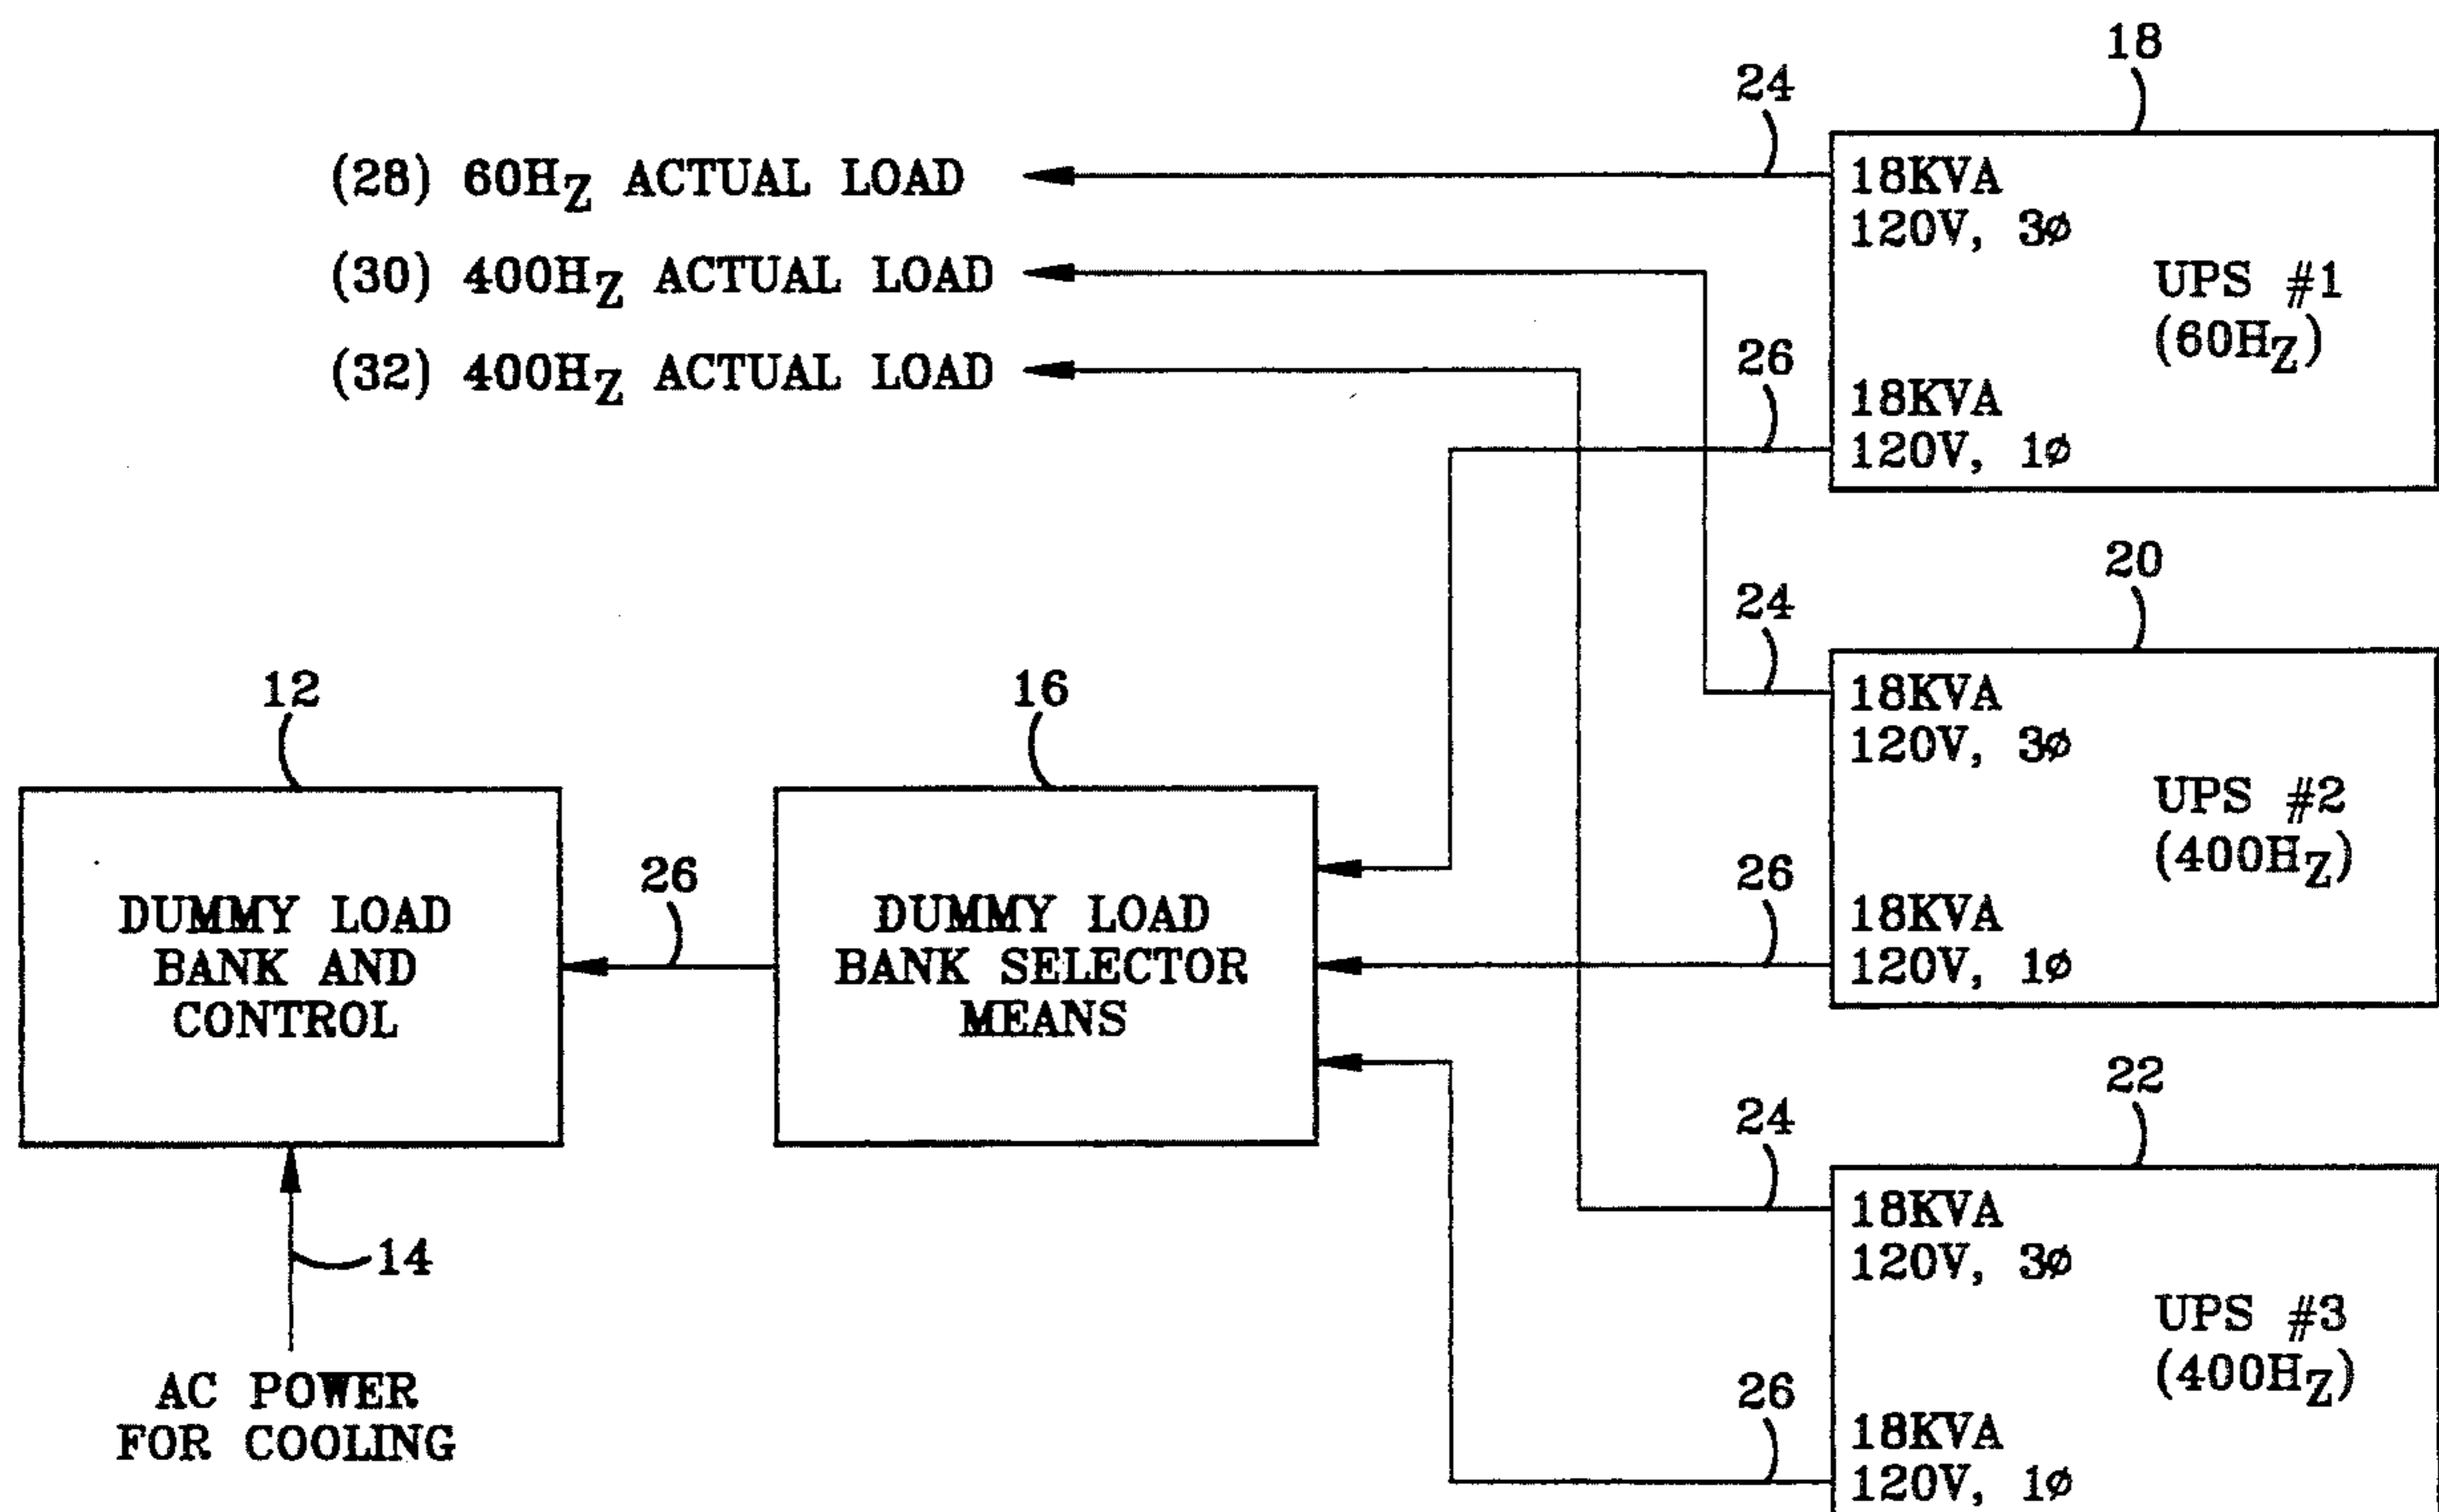 18
24
(28) 60HZ ACTUAL LOAD
18KVA
120V, 3ø
(30) 400HZ ACTUAL LOAD
UPS #1
(60HZ)
26
(32) 400HZ ACTUAL LOAD
18KVA
120V, 1ø
20
24
18KVA
120V, 3ø
12
16
UPS #2
(400HZ)
26
26
DUMMY LOAD
BANK AND
CONTROL
DUMMY LOAD
BANK SELECTOR
MEANS
18KVA
120V, 1ø
22
24
18KVA
120V, 3ø
14
UPS #3
(400HZ)
26
AC POWER
FOR COOLING
18KVA
120V, 1ø